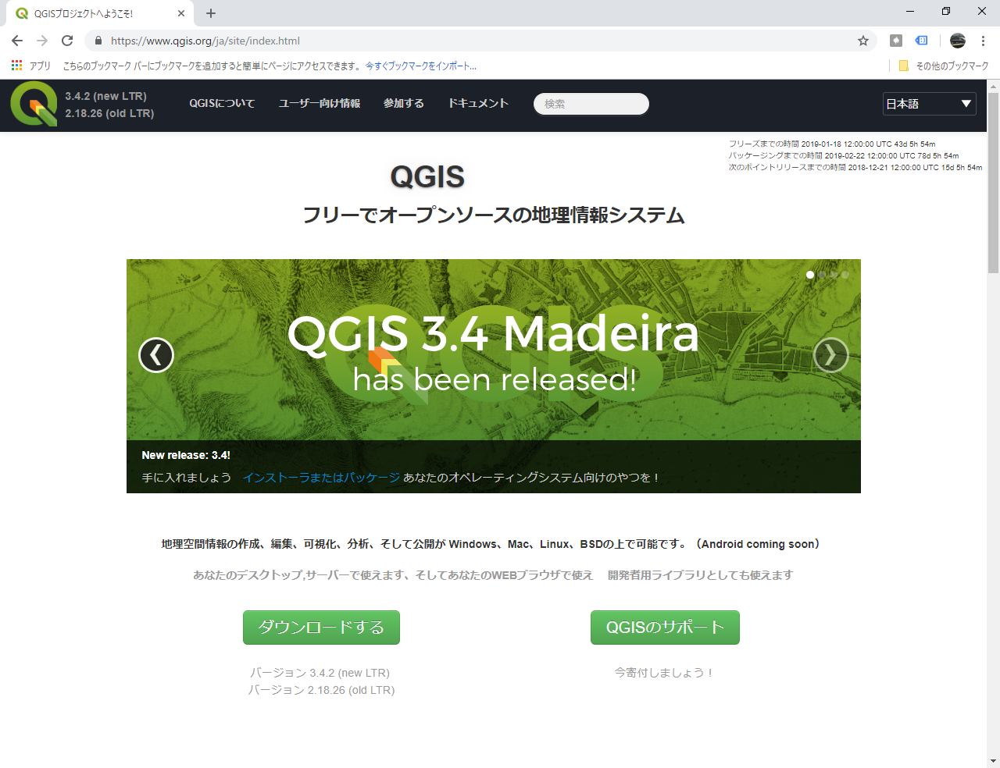 QGISプロジェクトへようこそ!
https://www.qgis.org/ja/site/index.html
アプリ こちらのブックマーク バーにブックマークを追加すると簡単にページにアクセスできます。 今すぐブックマークをインポート... その他のブックマーク
3.4.2 (new LTR)
2.18.26 (old LTR)
QGISについて ユーザー向け情報 参加する ドキュメント 検索 日本語
フリーズまでの時間 2019-01-18 12:00:00 UTC 43d 5h 54m
パッケージングまでの時間 2019-02-22 12:00:00 UTC 78d 5h 54m
次のポイントリリースまでの時間 2018-12-21 12:00:00 UTC 15d 5h 54m
QGIS
フリーでオープンソースの地理情報システム
QGIS 3.4 Madeira
has been released!
New release: 3.4!
手に入れましょう インストーラまたはパッケージ あなたのオペレーティングシステム向けのやつを！
地理空間情報の作成、編集、可視化、分析、そして公開が Windows、Mac、Linux、BSDの上で可能です。（Android coming soon）
あなたのデスクトップ,サーバーで使えます、そしてあなたのWEBブラウザで使え 開発者用ライブラリとしても使えます
ダウンロードする QGISのサポート
バージョン 3.4.2 (new LTR) 今寄付しましょう！
バージョン 2.18.26 (old LTR)